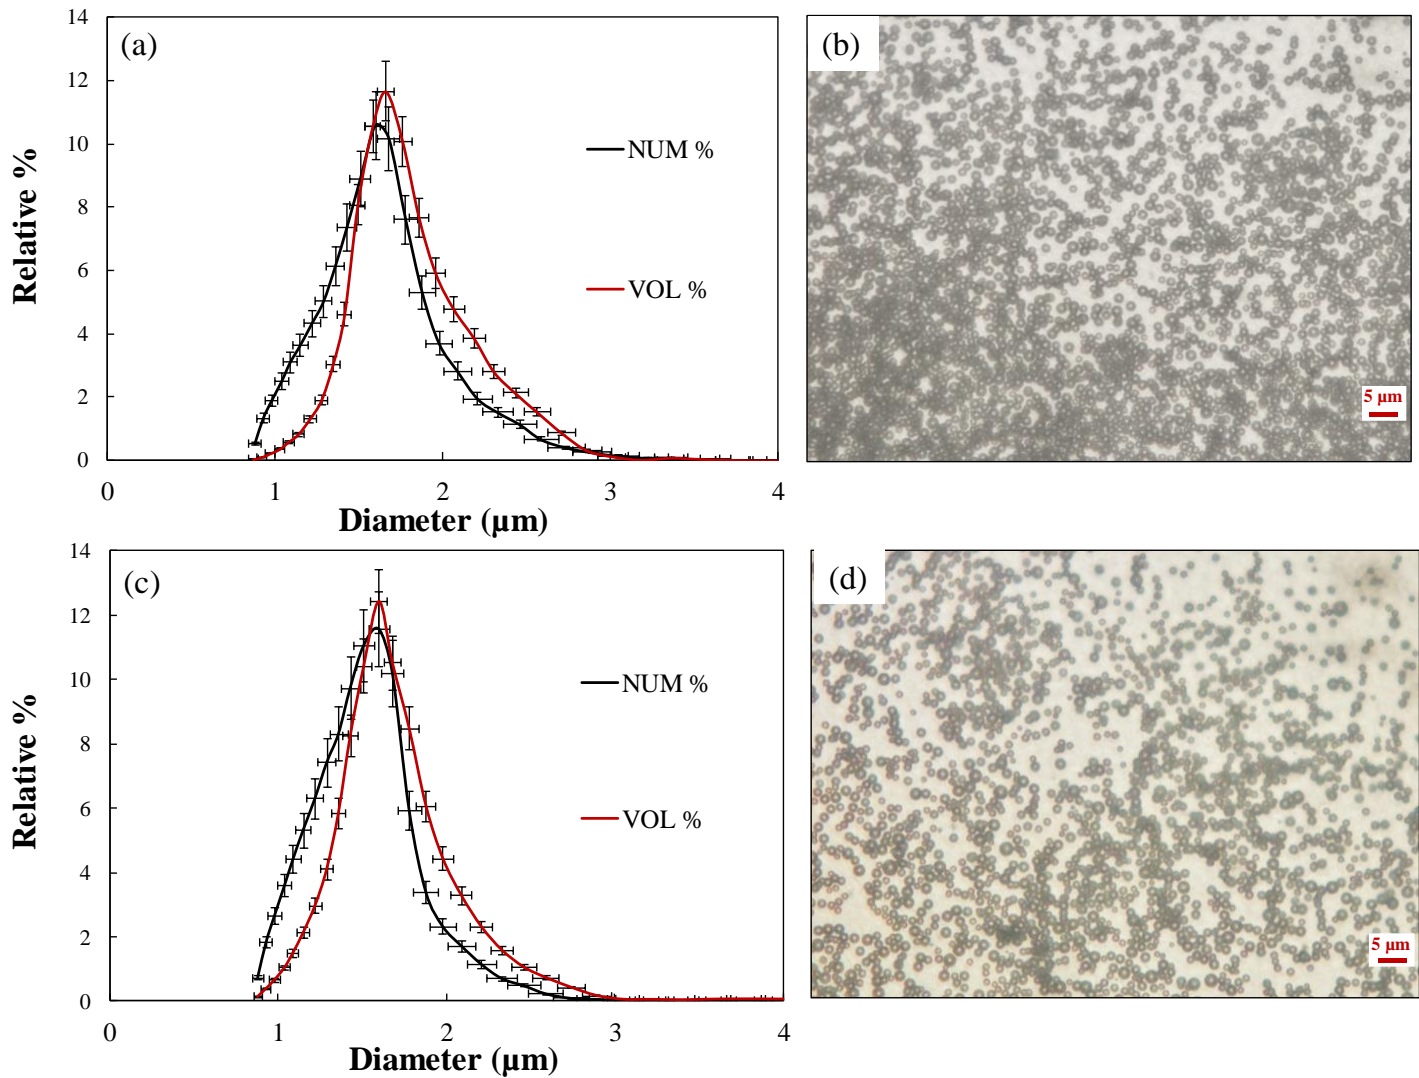 (a)
14
12
10
8
6
4
2
0
Relative %
NUM %
VOL %
0 1 2 3 4
Diameter (µm)
(b)
5 µm
(c)
14
12
10
8
6
4
2
0
Relative %
NUM %
VOL %
0 1 2 3 4
Diameter (µm)
(d)
5 µm